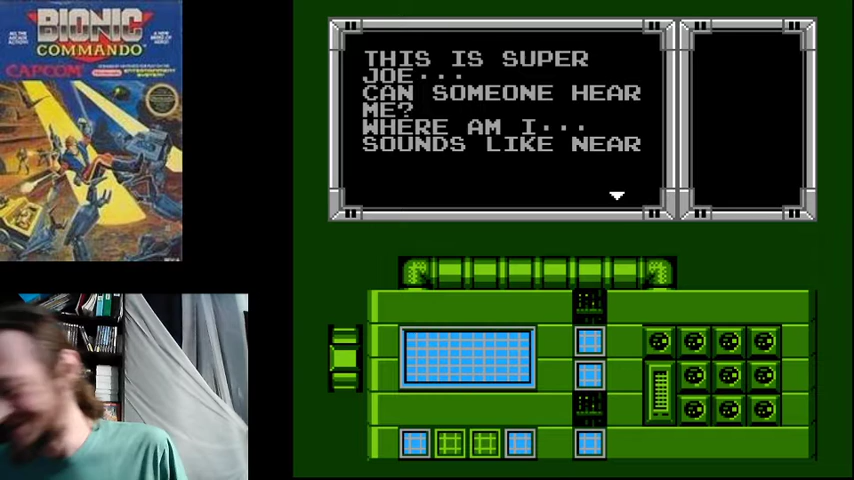 BIONIC
COMMANDO
CAPCOM
THIS IS SUPER
JOE...
CAN SOMEONE HEAR
ME?
WHERE AM I...
SOUNDS LIKE NEAR